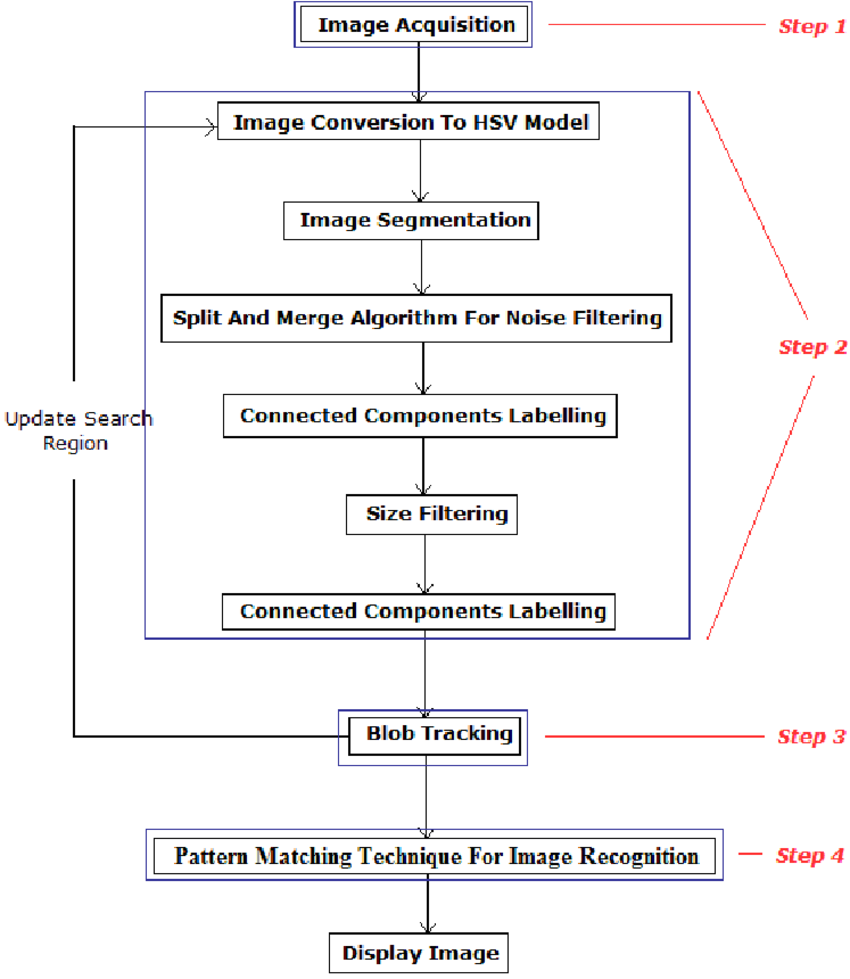 Image Acquisition
Step 1
Image Conversion To HSV Model
Image Segmentation
Split And Merge Algorithm For Noise Filtering
Step 2
Connected Components Labelling
Update Search
Region
Size Filtering
Connected Components Labelling
Blob Tracking
Step 3
Pattern Matching Technique For Image Recognition
Step 4
Display Image